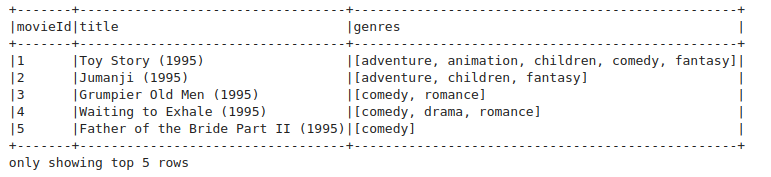 +-------+----------------------------------+-------------------------------------------------+
|movieId|title                             |genres                                           |
+-------+----------------------------------+-------------------------------------------------+
|1      |Toy Story (1995)                  |[adventure, animation, children, comedy, fantasy]|
|2      |Jumanji (1995)                    |[adventure, children, fantasy]                   |
|3      |Grumpier Old Men (1995)           |[comedy, romance]                                |
|4      |Waiting to Exhale (1995)          |[comedy, drama, romance]                         |
|5      |Father of the Bride Part II (1995)|[comedy]                                         |
+-------+----------------------------------+-------------------------------------------------+
only showing top 5 rows